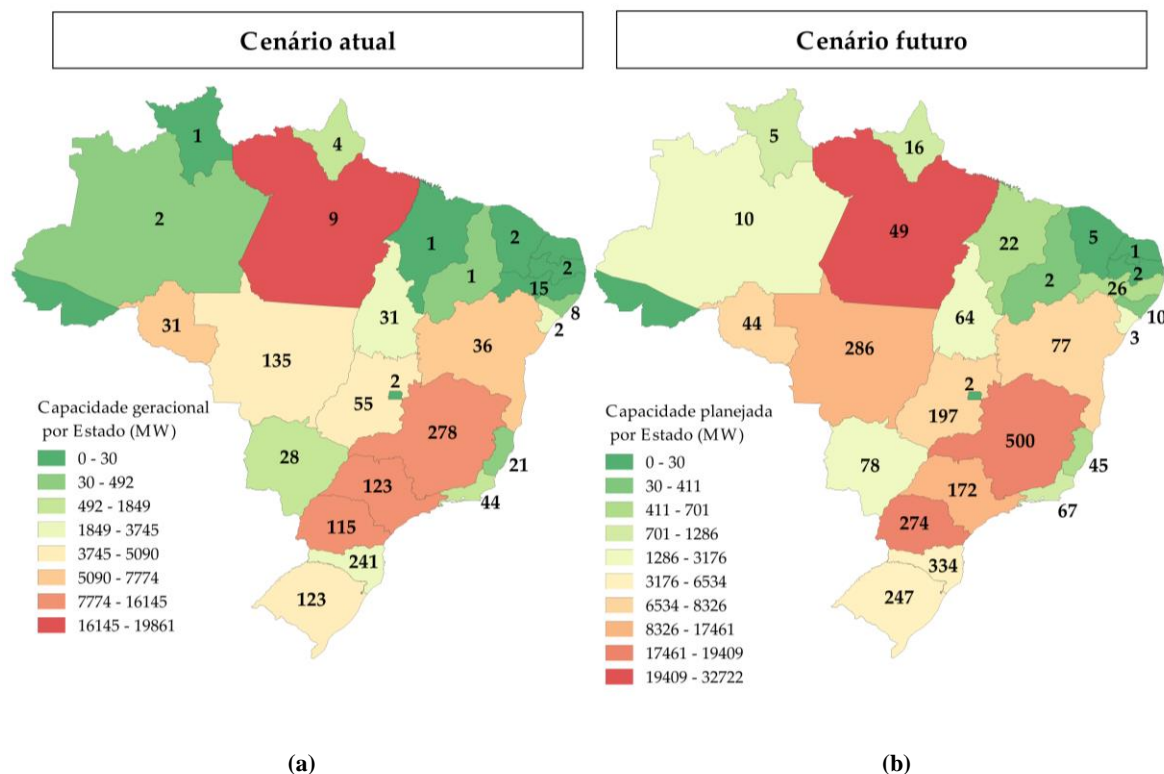 Cenário atual
1
4
2
9
1
2
1
2
15
8
2
31
31
135
36
2
55
278
28
21
123
44
115
241
123
Capacidade geracional
por Estado (MW)
0 - 30
30 - 492
492 - 1849
1849 - 3745
3745 - 5090
5090 - 7774
7774 - 16145
16145 - 19861
(a)
Cenário futuro
5
16
10
49
22
5
1
2
2
26
10
3
44
64
286
77
2
197
500
78
45
172
67
274
334
247
Capacidade planejada
por Estado (MW)
0 - 30
30 - 411
411 - 701
701 - 1286
1286 - 3176
3176 - 6534
6534 - 8326
8326 - 17461
17461 - 19409
19409 - 32722
(b)